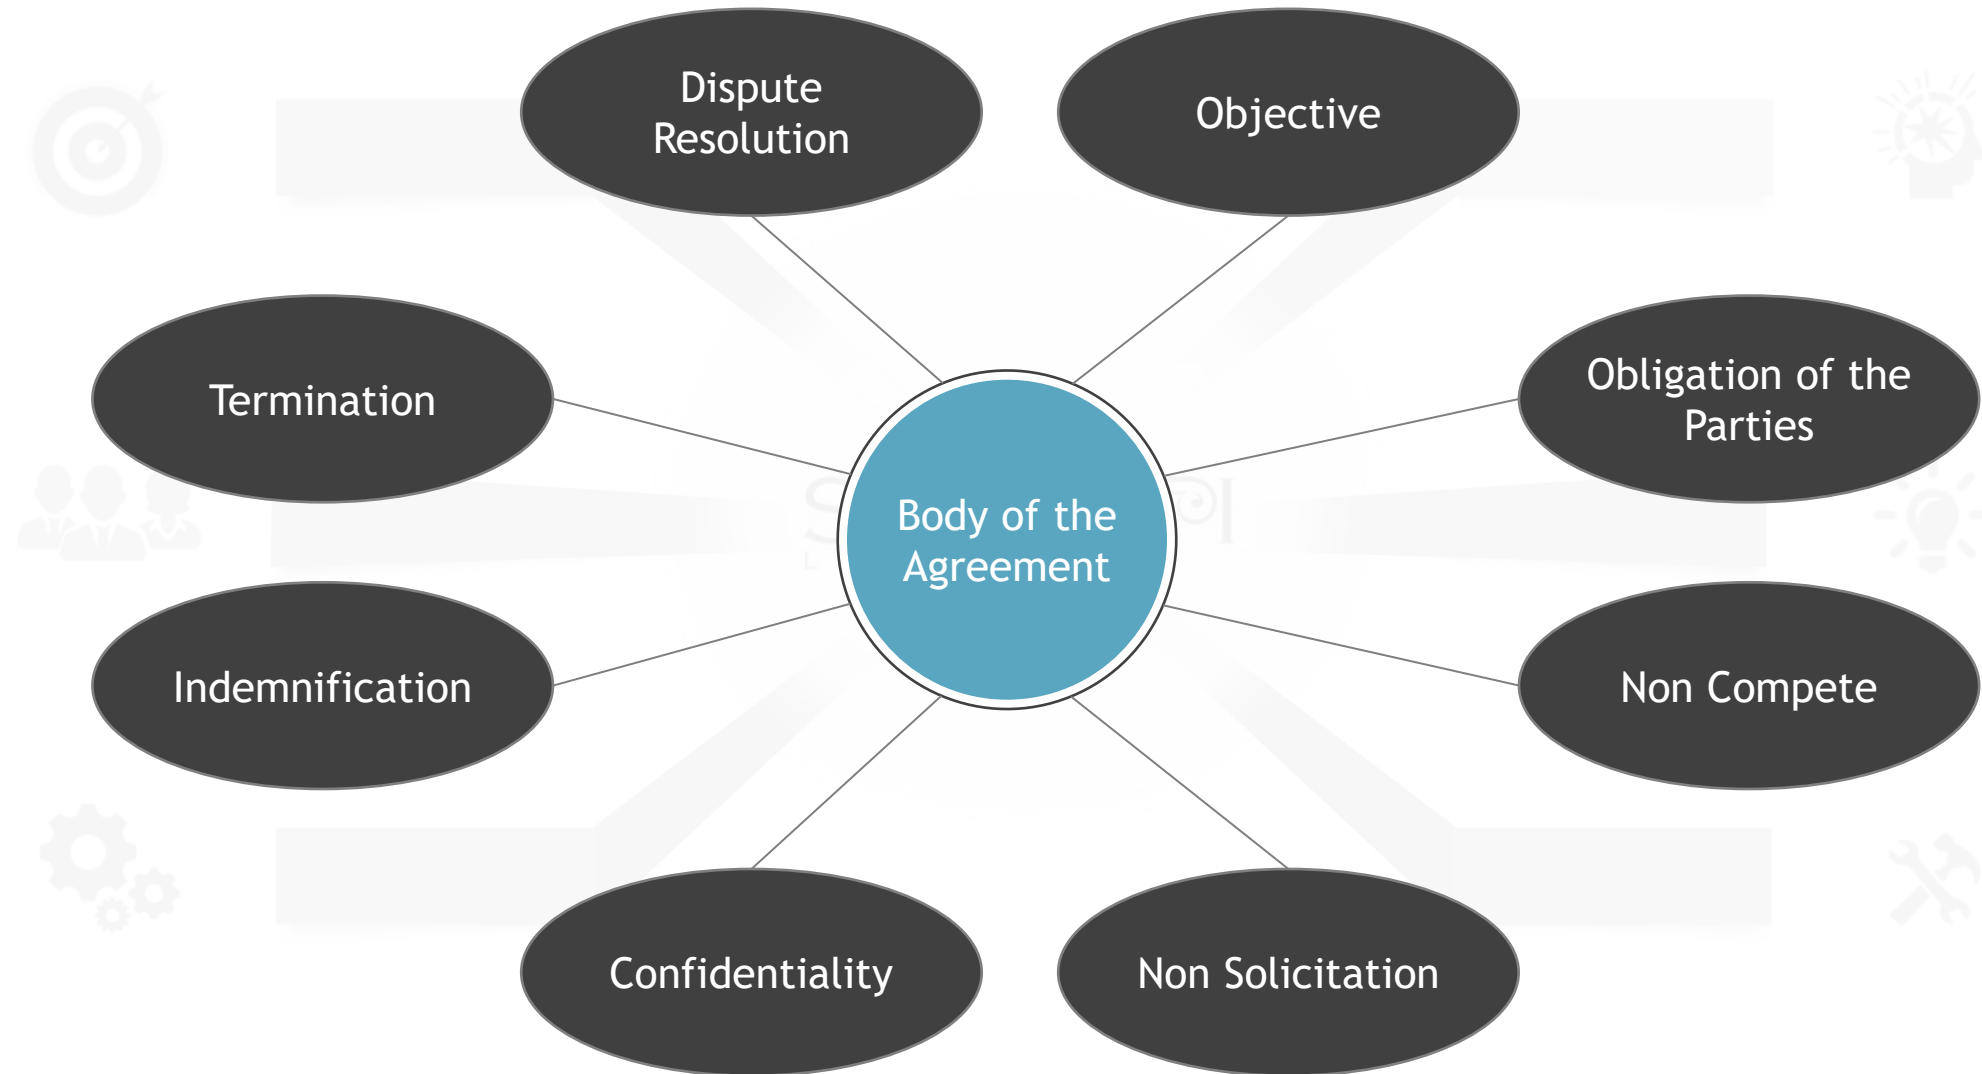 Dispute
Resolution
Objective
Termination
Obligation of the
Parties
Body of the
Agreement
Indemnification
Non Compete
Confidentiality
Non Solicitation